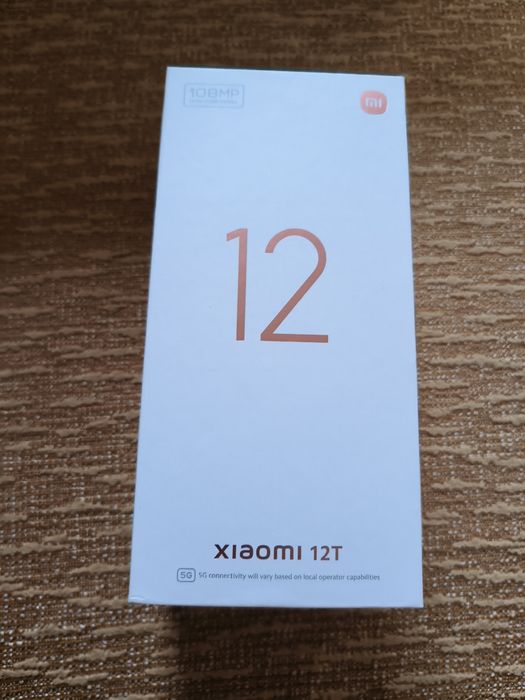 108MP
mi
12
XIAOMI 12T
5G 5G connectivity will vary based on local operator capabilities